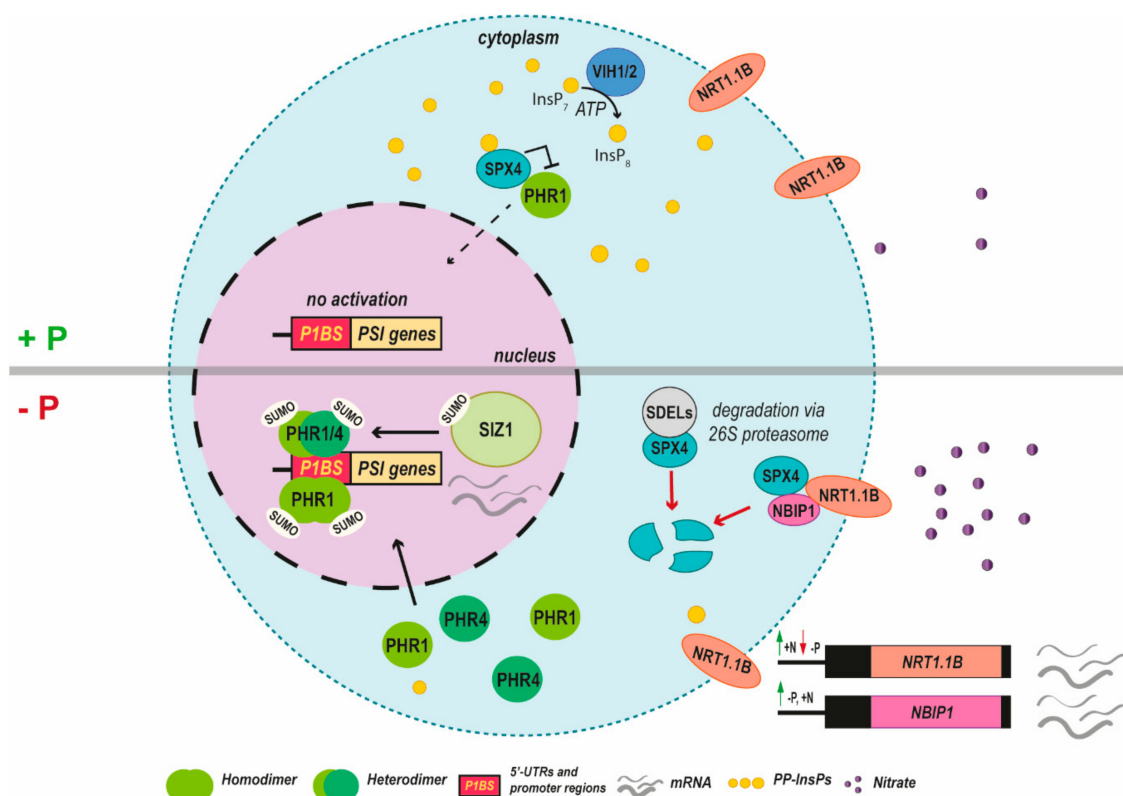 cytoplasm
VIH1/2
NRT1.1B
InsP7
ATP
InsP8
SPX4
PHR1
NRT1.1B
no activation
P1BS PSI genes
nucleus
+ P
- P
SUMO
SUMO
PHR1/4
SUMO
SIZ1
P1BS PSI genes
PHR1
SUMO
SUMO
SDELs
SPX4
degradation via
26S proteasome
SPX4
NBIP1
NRT1.1B
PHR1
PHR4
PHR1
PHR4
NRT1.1B
+N -P
NRT1.1B
-P, +N
NBIP1
Homodimer
Heterodimer
P1BS
5'-UTRs and
promoter regions
mRNA
PP-InsPs
Nitrate